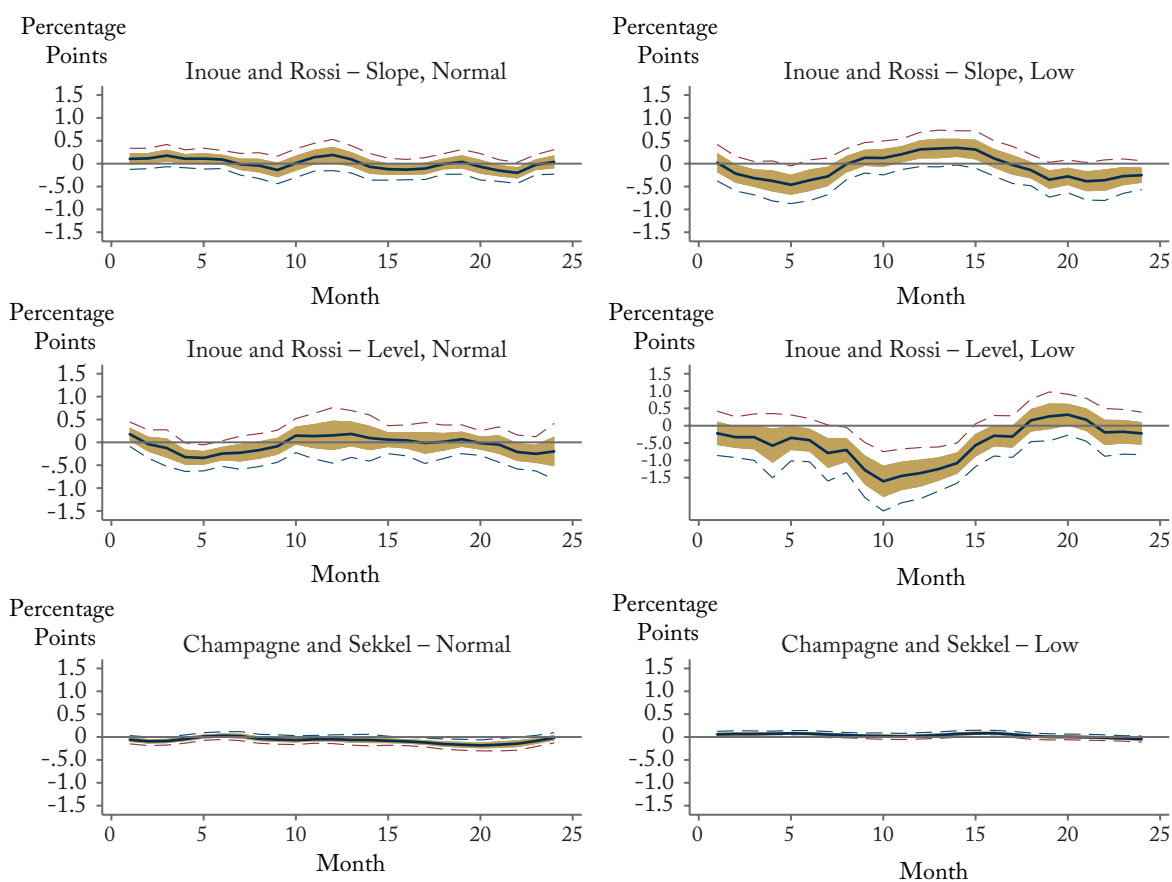 Percentage
Points
Inoue and Rossi – Slope, Normal
1.5
1.0
0.5
0
-.5.0
-1.0
-1.5
0 5 10 15 20 25
Month
Percentage
Points
Inoue and Rossi – Slope, Low
1.5
1.0
0.5
0
-.5.0
-1.0
-1.5
0 5 10 15 20 25
Month
Percentage
Points
Inoue and Rossi – Level, Normal
1.5
1.0
0.5
0
-.5.0
-1.0
-1.5
0 5 10 15 20 25
Month
Percentage
Points
Inoue and Rossi – Level, Low
1.5
1.0
0.5
0
-.5.0
-1.0
-1.5
0 5 10 15 20 25
Month
Percentage
Points
Champagne and Sekkel – Normal
1.5
1.0
0.5
0
-.5.0
-1.0
-1.5
0 5 10 15 20 25
Month
Percentage
Points
Champagne and Sekkel – Low
1.5
1.0
0.5
0
-.5.0
-1.0
-1.5
0 5 10 15 20 25
Month